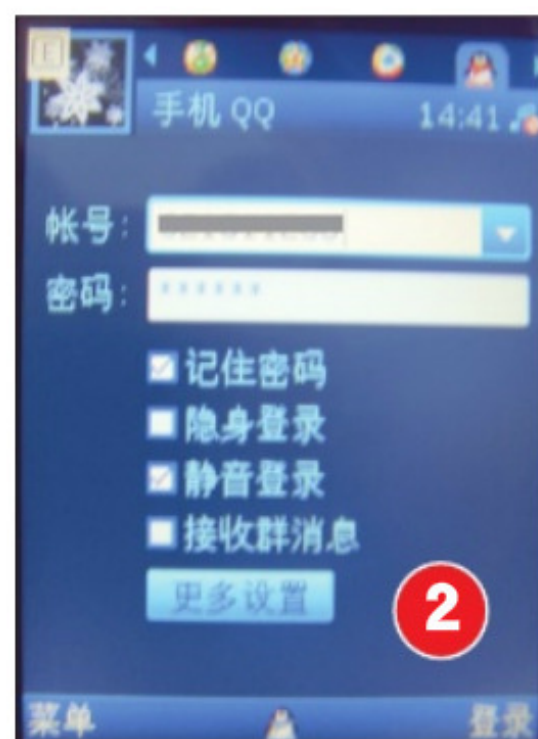 E
手机 QQ 14:41
帐号:
密码: ******
记住密码
隐身登录
静音登录
接收群消息
更多设置
2
菜单 登录